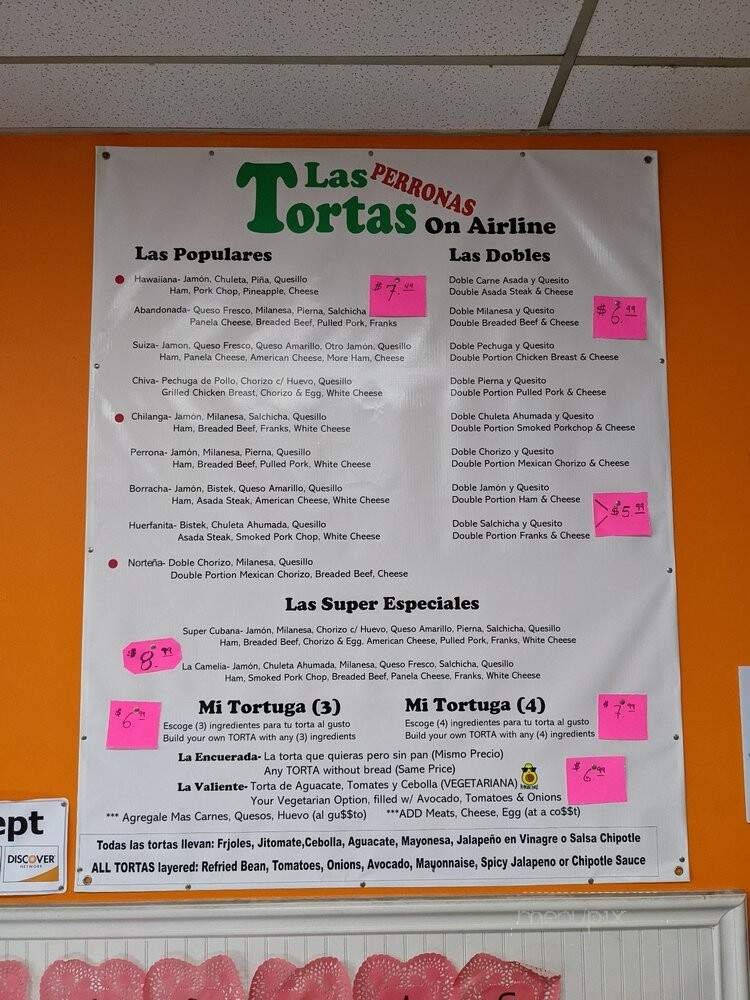 Las PERRONAS
Tortas On Airline
Las Populares
$7.99
Hawaiiana- Jamón, Chuleta, Piña, Quesillo
Ham, Pork Chop, Pineapple, Cheese
Abandonada- Queso Fresco, Milanesa, Pierna, Salchicha
Panela Cheese, Breaded Beef, Pulled Pork, Franks
Suiza- Jamon, Queso Fresco, Queso Amarillo, Otro Jamón, Quesillo
Ham, Panela Cheese, American Cheese, More Ham, Cheese
Chiva- Pechuga de Pollo, Chorizo c/ Huevo, Quesillo
Grilled Chicken Breast, Chorizo & Egg, White Cheese
Chilanga- Jamón, Milanesa, Salchicha, Quesillo
Ham, Breaded Beef, Franks, White Cheese
Perrona- Jamón, Milanesa, Pierna, Quesillo
Ham, Breaded Beef, Pulled Pork, White Cheese
Borracha- Jamón, Bistek, Queso Amarillo, Quesillo
Ham, Asada Steak, American Cheese, White Cheese
Huerfanita- Bistek, Chuleta Ahumada, Quesillo
Asada Steak, Smoked Pork Chop, White Cheese
Norteña- Doble Chorizo, Milanesa, Quesillo
Double Portion Mexican Chorizo, Breaded Beef, Cheese
Las Dobles
Doble Carne Asada y Quesito
Double Asada Steak & Cheese
$6.99
Doble Milanesa y Quesito
Double Breaded Beef & Cheese
Doble Pechuga y Quesito
Double Portion Chicken Breast & Cheese
Doble Pierna y Quesito
Double Portion Pulled Pork & Cheese
Doble Chuleta Ahumada y Quesito
Double Portion Smoked Porkchop & Cheese
Doble Chorizo y Quesito
Double Portion Mexican Chorizo & Cheese
Doble Jamón y Quesito
Double Portion Ham & Cheese
$5.99
Doble Salchicha y Quesito
Double Portion Franks & Cheese
Las Super Especiales
Super Cubana- Jamón, Milanesa, Chorizo c/ Huevo, Queso Amarillo, Pierna, Salchicha, Quesillo
Ham, Breaded Beef, Chorizo & Egg, American Cheese, Pulled Pork, Franks, White Cheese
$8.99
La Camelia- Jamón, Chuleta Ahumada, Milanesa, Queso Fresco, Salchicha, Quesillo
Ham, Smoked Pork Chop, Breaded Beef, Panela Cheese, Franks, White Cheese
$6.99
Mi Tortuga (3)
Escoge (3) ingredientes para tu torta al gusto
Build your own TORTA with any (3) ingredients
Mi Tortuga (4)
$7.99
Escoge (4) ingredientes para tu torta al gusto
Build your own TORTA with any (4) ingredients
La Encuerada- La torta que quieras pero sin pan (Mismo Precio)
Any TORTA without bread (Same Price)
La Valiente- Torta de Aguacate, Tomates y Cebolla (VEGETARIANA)
$6.99
Your Vegetarian Option, filled w/ Avocado, Tomatoes & Onions
*** Agregale Mas Carnes, Quesos, Huevo (al gu$$to) ***ADD Meats, Cheese, Egg (at a co$$t)
Todas las tortas llevan: Frjoles, Jitomate,Cebolla, Aguacate, Mayonesa, Jalapeño en Vinagre o Salsa Chipotle
ALL TORTAS layered: Refried Bean, Tomatoes, Onions, Avocado, Mayonnaise, Spicy Jalapeno or Chipotle Sauce
ept
DISCOVER
NETWORK
menupix